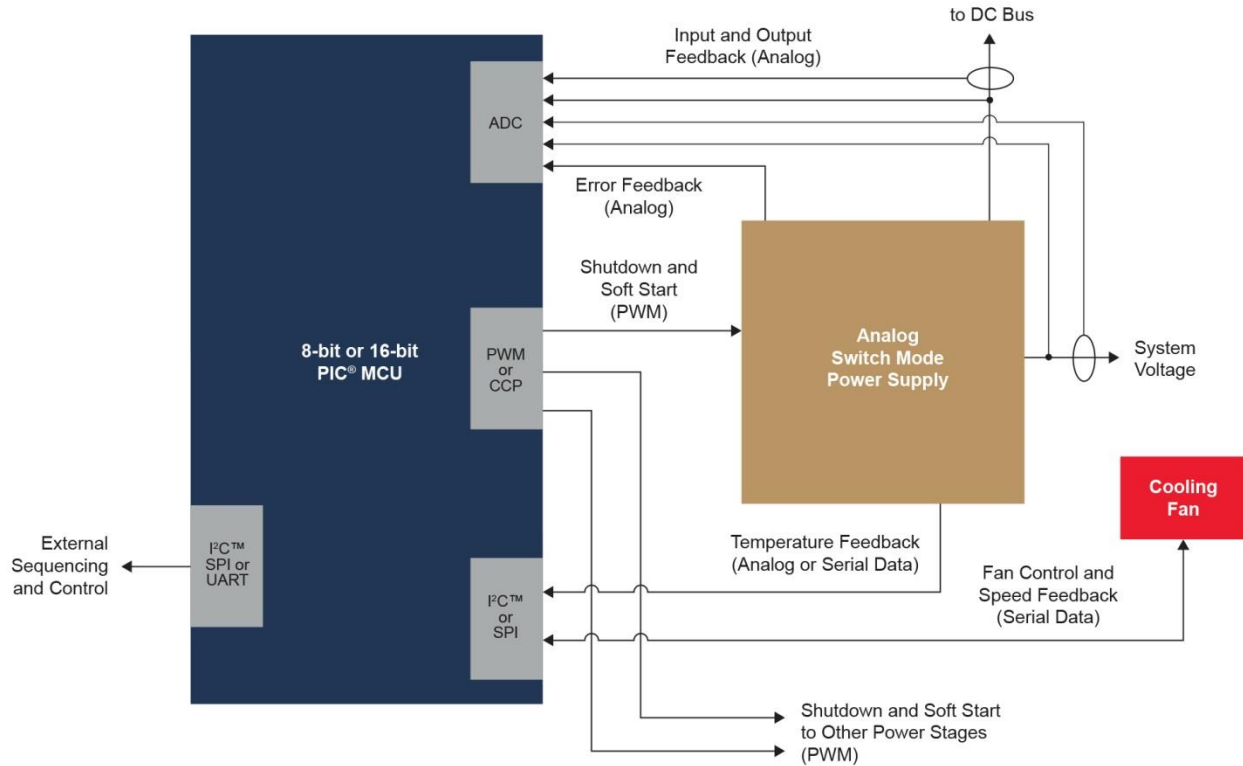 to DC Bus
Input and Output
Feedback (Analog)
ADC
Error Feedback
(Analog)
Shutdown and
Soft Start
(PWM)
8-bit or 16-bit
PIC® MCU
PWM
or
CCP
Analog
Switch Mode
Power Supply
System
Voltage
Cooling
Fan
External
Sequencing
and Control
I²C™
SPI or
UART
I²C™
or
SPI
Temperature Feedback
(Analog or Serial Data)
Fan Control and
Speed Feedback
(Serial Data)
Shutdown and Soft Start
to Other Power Stages
(PWM)